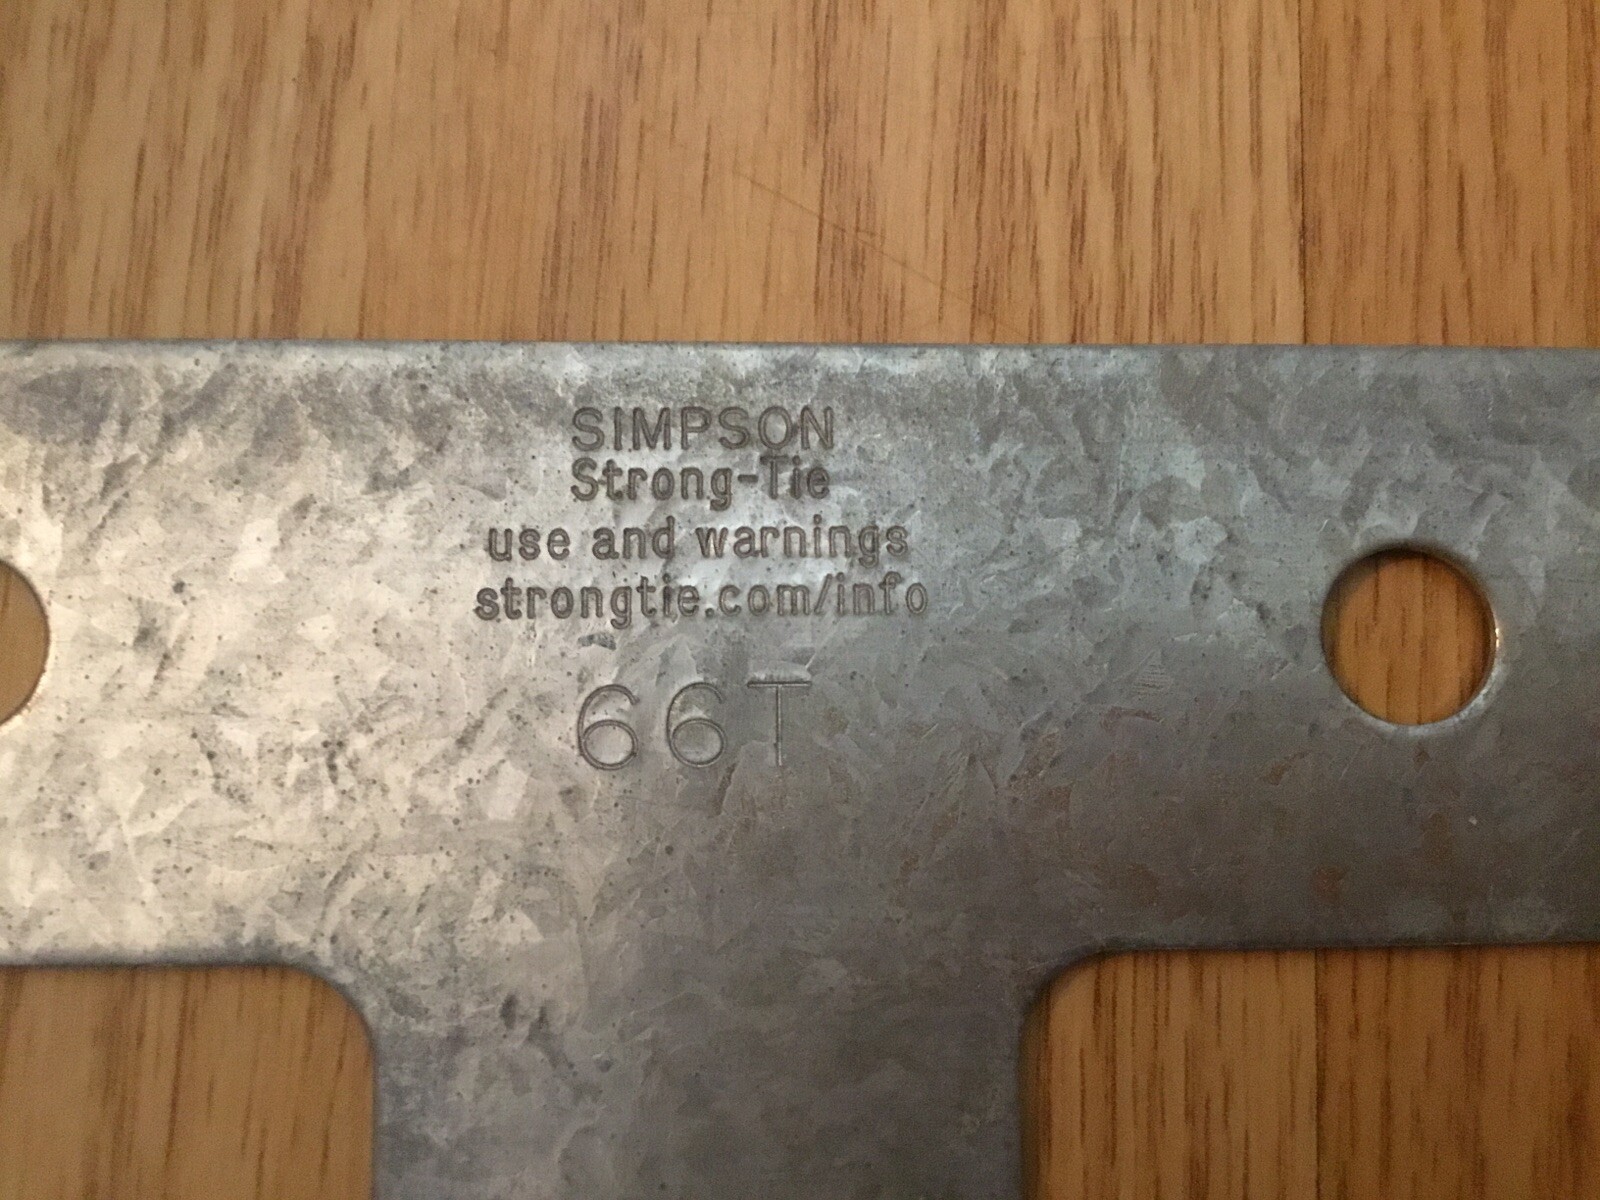 SIMPSON
Strong-Tie
use and warnings
strongtie.com/info
66T